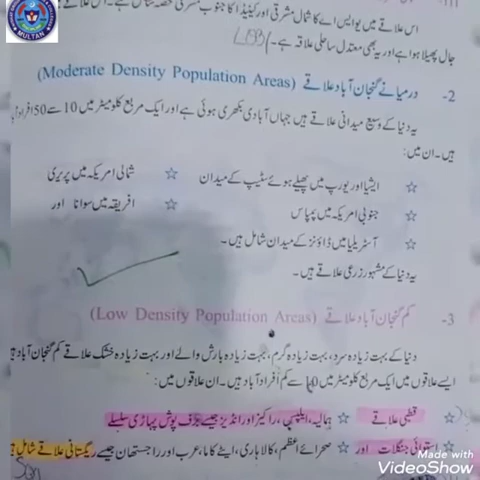 MULTAN
اس علاقے میں یو ایس اے کا شمال مشرقی اور کینیڈا کا جنوب مشرقی حصہ شامل ہے۔ اس علاقے
جال پھیلا ہوا ہے اور یہ بھی معتدل ساحلی علاقہ ہے۔
2- درمیانے گنجان آباد علاقے (Moderate Density Population Areas)
یہ دنیا کے وسیع میدانی علاقے ہیں جہاں آبادی بکھری ہوئی ہے اور ایک مربع کلومیٹر میں 10 سے 50 افراد
ہیں۔ ان میں:
☆ ایشیا اور یورپ میں پھیلے ہوئے سٹیپ کے میدان ☆ شمالی امریکہ میں پریری
☆ جنوبی امریکہ میں پمپاس ☆ افریقہ میں سوانا اور
☆ آسٹریلیا میں ڈاؤنز کے میدان شامل ہیں۔
یہ دنیا کے مشہور زرعی علاقے ہیں۔
3- کم گنجان آباد علاقے (Low Density Population Areas)
دنیا کے بہت زیادہ سرد، بہت زیادہ گرم، بہت زیادہ بارش والے اور بہت زیادہ خشک علاقے کم گنجان آباد
ایسے علاقوں میں ایک مربع کلومیٹر میں 10 سے کم افراد آباد ہیں۔ ان علاقوں میں:
☆ قطبی علاقے ☆ ہمالیہ، ایلپس، راکیز اور انڈیز جیسے برف پوش پہاڑی سلسلے
☆ استوائی جنگلات اور ☆ صحرائے اعظم، کالاہاری، ایٹاکاما، عرب اور راجستھان جیسے ریگستانی علاقے شامل
Made with
VideoShow